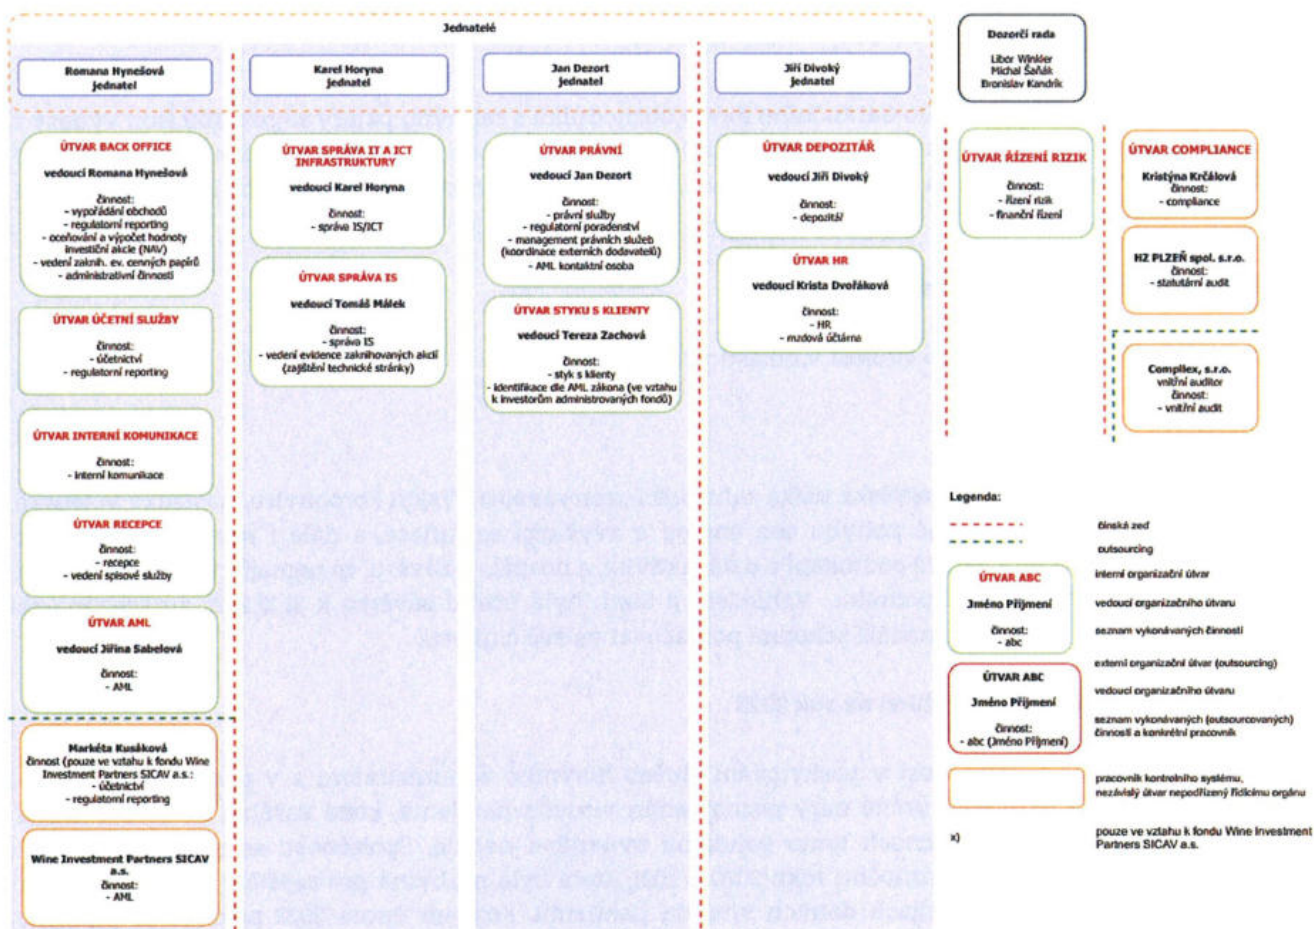 Jednatelé
Romana Hynešová
jednatel
Karel Horyna
jednatel
Jan Dezort
jednatel
Jiří Divoký
jednatel
Dozorčí rada
Libor Winkler
Michal Šaňák
Bronislav Kandrík
ÚTVAR BACK OFFICE
vedoucí Romana Hynešová
činnost:
- vypořádání obchodů
- regulatorní reporting
- oceňování a výpočet hodnoty
investiční akcie (NAV)
- vedení zaknih. ev. cenných papírů
- administrativní činnosti
ÚTVAR ÚČETNÍ SLUŽBY
činnost:
- účetnictví
- regulatorní reporting
ÚTVAR INTERNÍ KOMUNIKACE
činnost:
- interní komunikace
ÚTVAR RECEPCE
činnost:
- recepce
- vedení spisové služby
ÚTVAR AML
vedoucí Jiřina Sabelová
činnost:
- AML
Markéta Kusáková
činnost (pouze ve vztahu k fondu Wine
Investment Partners SICAV a.s.:
- účetnictví
- regulatorní reporting
Wine Investment Partners SICAV
a.s.
činnost:
- AML
ÚTVAR SPRÁVA IT A ICT
INFRASTRUKTURY
vedoucí Karel Horyna
činnost:
- správa IS/ICT
ÚTVAR SPRÁVA IS
vedoucí Tomáš Málek
činnost:
- správa IS
- vedení evidence zaknihovaných akcií
(zajištění technické stránky)
ÚTVAR PRÁVNÍ
vedoucí Jan Dezort
činnost:
- právní služby
- regulatorní poradenství
- management právních služeb
(koordinace externích dodavatelů)
- AML kontaktní osoba
ÚTVAR STYKU S KLIENTY
vedoucí Tereza Zachová
činnost:
- styk s klienty
- identifikace dle AML zákona (ve vztahu
k investorům administrovaných fondů)
ÚTVAR DEPOZITÁŘ
vedoucí Jiří Divoký
činnost:
- depozitář
ÚTVAR HR
vedoucí Krista Dvořáková
činnost:
- HR
- mzdová účtárna
ÚTVAR ŘÍZENÍ RIZIK
činnost:
- řízení rizik
- finanční řízení
ÚTVAR COMPLIANCE
Kristýna Krčálová
činnost:
- compliance
HZ PLZEŇ spol. s.r.o.
činnost:
- statutární audit
Compilex, s.r.o.
vnitřní auditor
činnost:
- vnitřní audit
Legenda:
čínská zeď
outsourcing
ÚTVAR ABC
Jméno Příjmení
činnost:
- abc
interní organizační útvar
vedoucí organizačního útvaru
seznam vykonávaných činností
ÚTVAR ABC
Jméno Příjmení
činnost:
- abc (Jméno Příjmení)
externí organizační útvar (outsourcing)
vedoucí organizačního útvaru
seznam vykonávaných (outsourcovaných)
činností a konkrétní pracovník
pracovník kontrolního systému,
nezávislý útvar nepodřízený řídícímu orgánu
x)
pouze ve vztahu k fondu Wine Investment
Partners SICAV a.s.